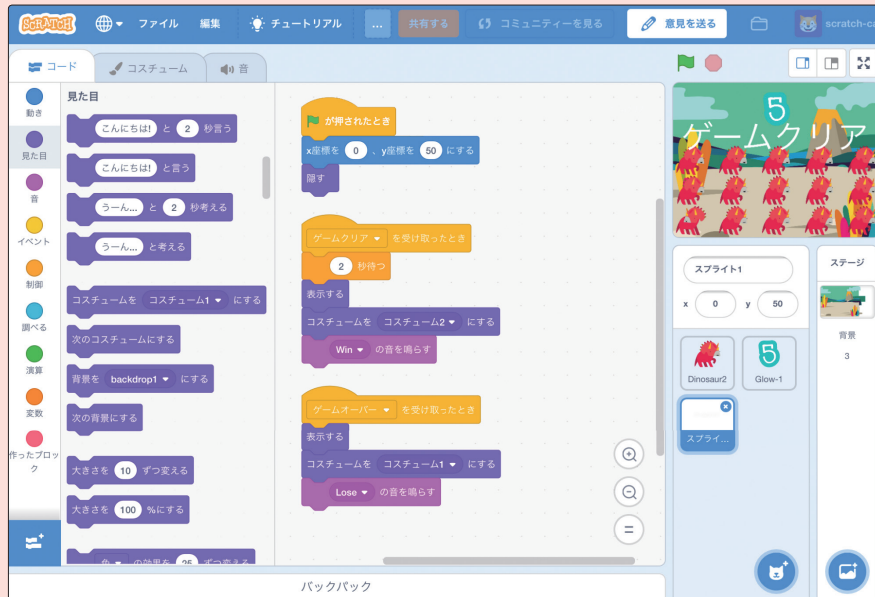 SCRATCH
ファイル
編集
チュートリアル
...
共有する
コミュニティーを見る
意見を送る
scratch-ca
コード
コスチューム
音
動き
見た目
音
イベント
制御
調べる
演算
変数
作ったブロック
見た目
こんにちは! と 2 秒言う
こんにちは! と言う
うーん... と 2 秒考える
うーん... と考える
コスチュームを コスチューム1 にする
次のコスチュームにする
背景を backdrop1 にする
次の背景にする
大きさを 10 ずつ変える
大きさを 100 %にする
色 の効果を 25 ずつ変える
が押されたとき
x座標を 0 、y座標を 50 にする
隠す
ゲームクリア を受け取ったとき
2 秒待つ
表示する
コスチュームを コスチューム2 にする
Win の音を鳴らす
ゲームオーバー を受け取ったとき
表示する
コスチュームを コスチューム1 にする
Lose の音を鳴らす
5
ゲームクリア
スプライト1
x 0 y 50
Dinosaur2
5
Glow-1
スプライ...
ステージ
背景
3
バックパック